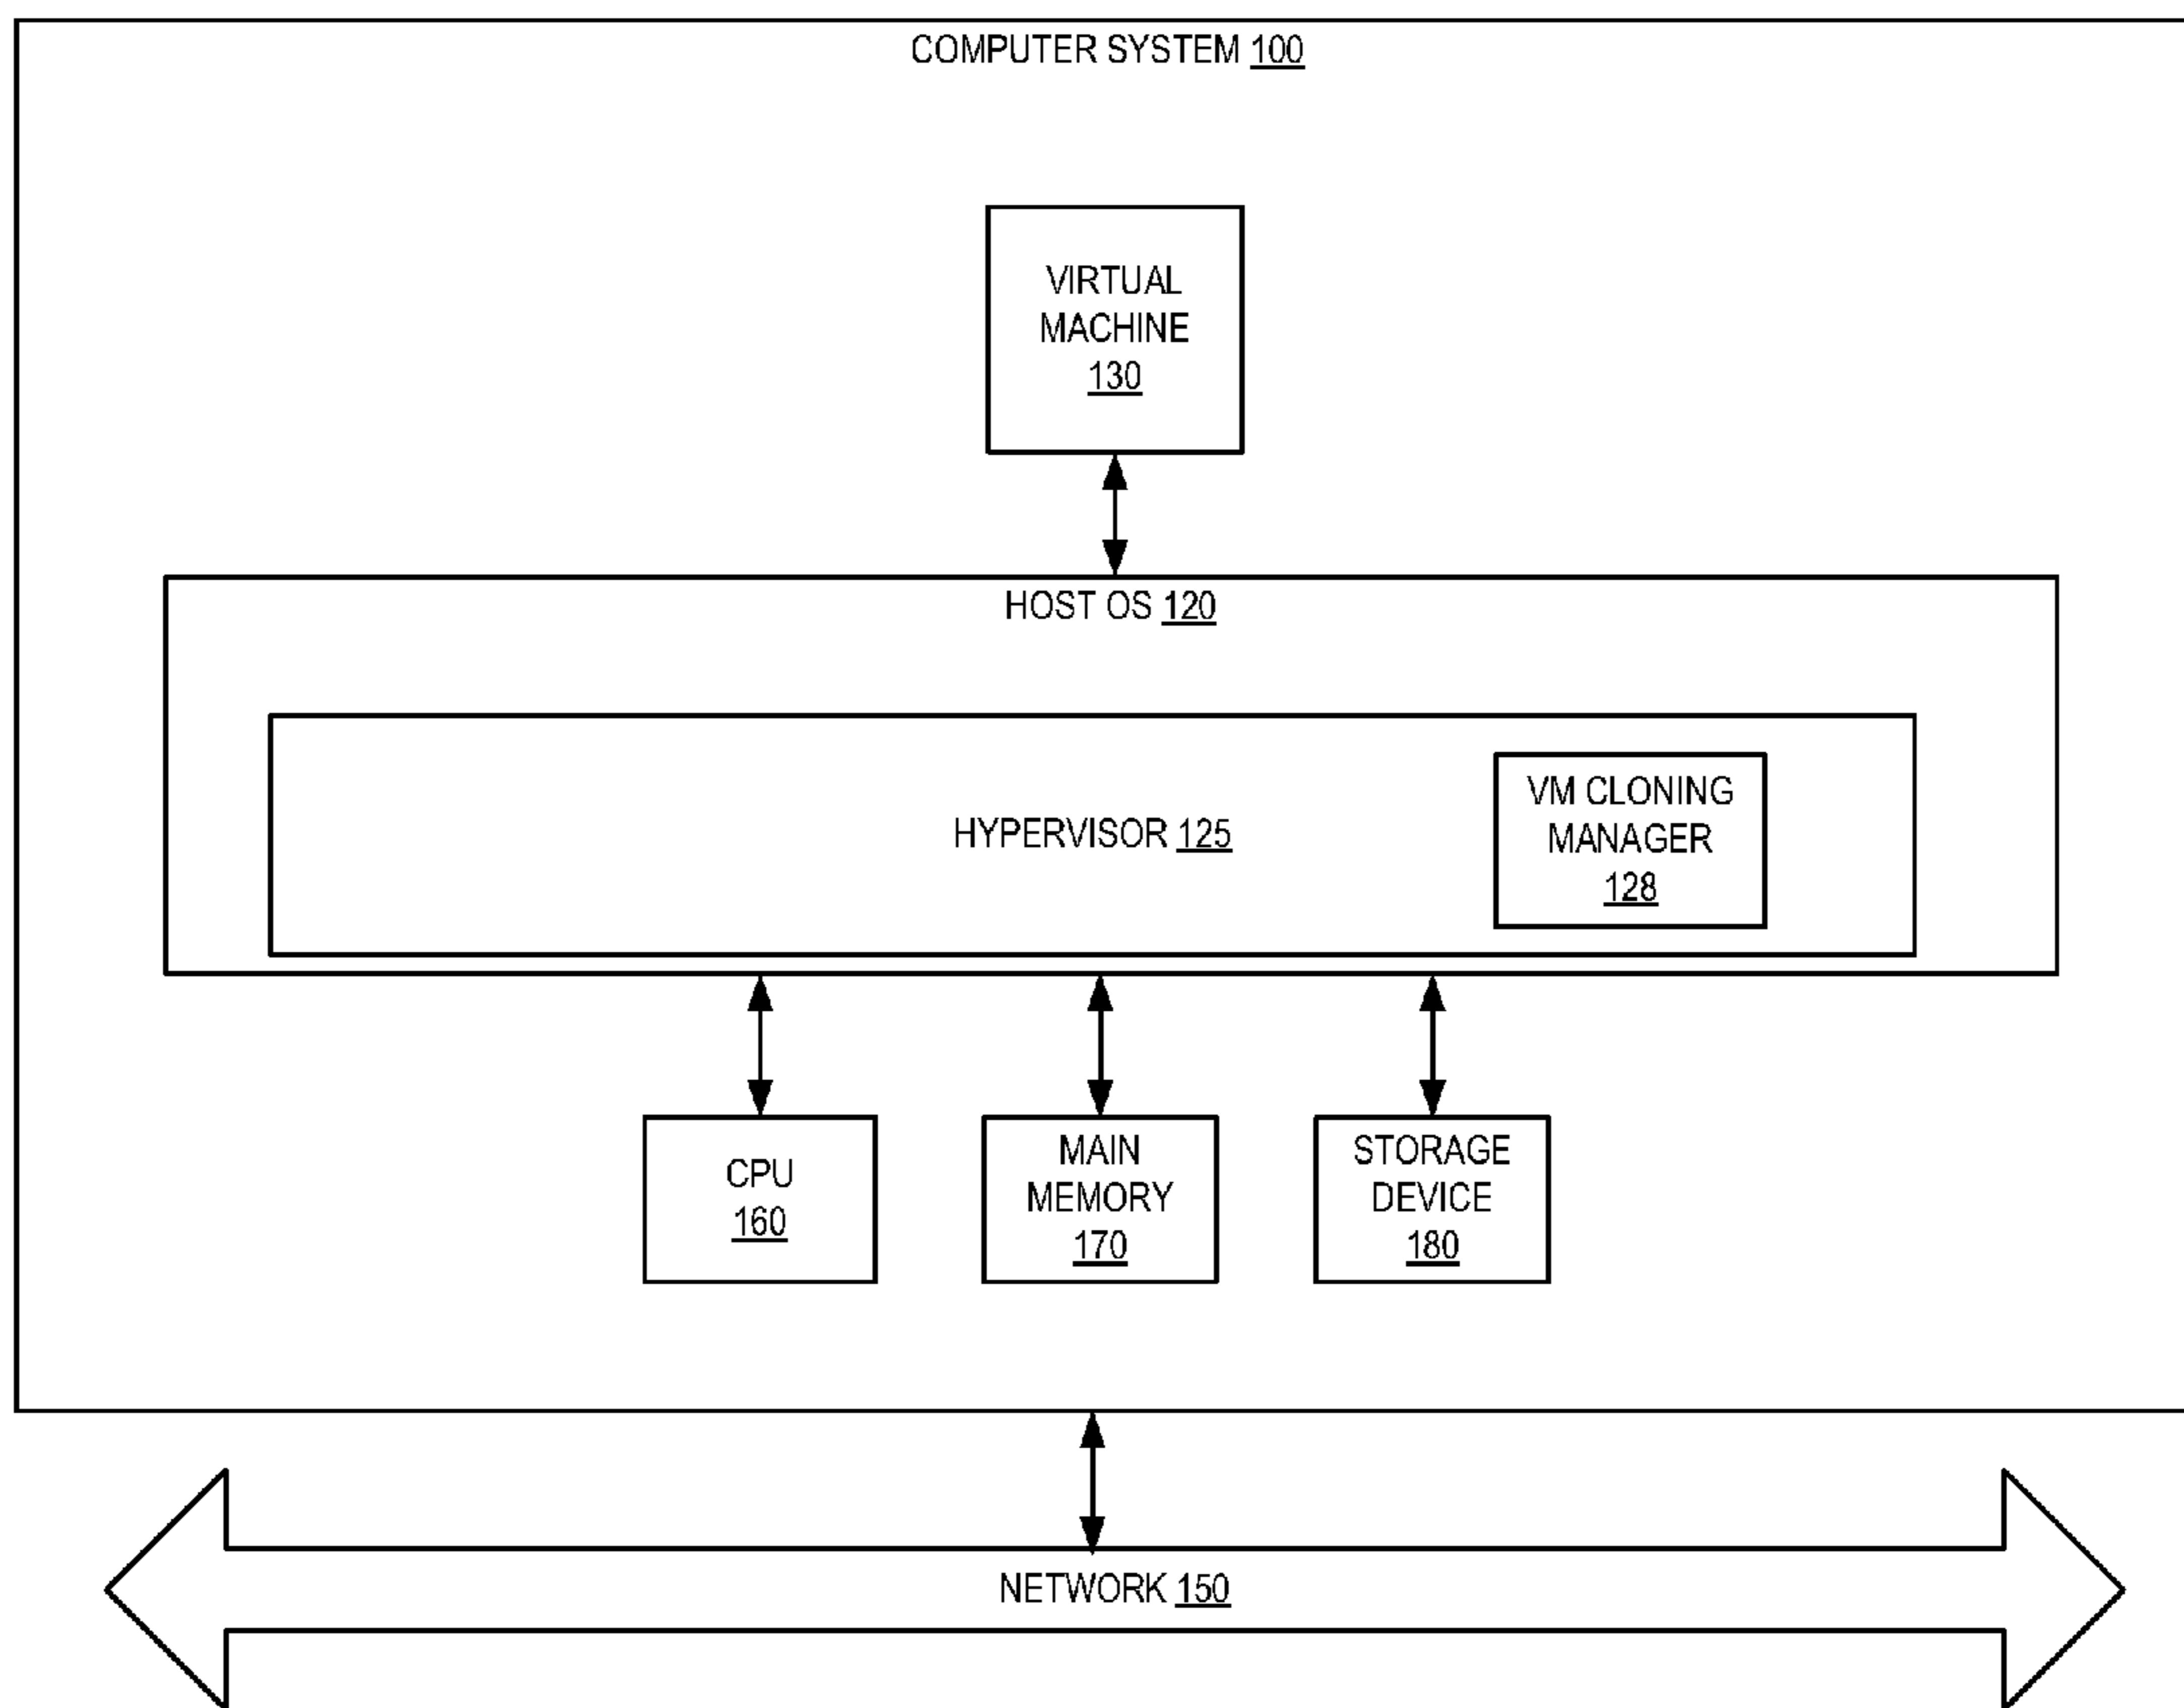 COMPUTER SYSTEM 100
VIRTUAL
MACHINE
130
HOST OS 120
HYPERVISOR 125
VM CLONING
MANAGER
128
CPU
160
MAIN
MEMORY
170
STORAGE
DEVICE
180
NETWORK 150